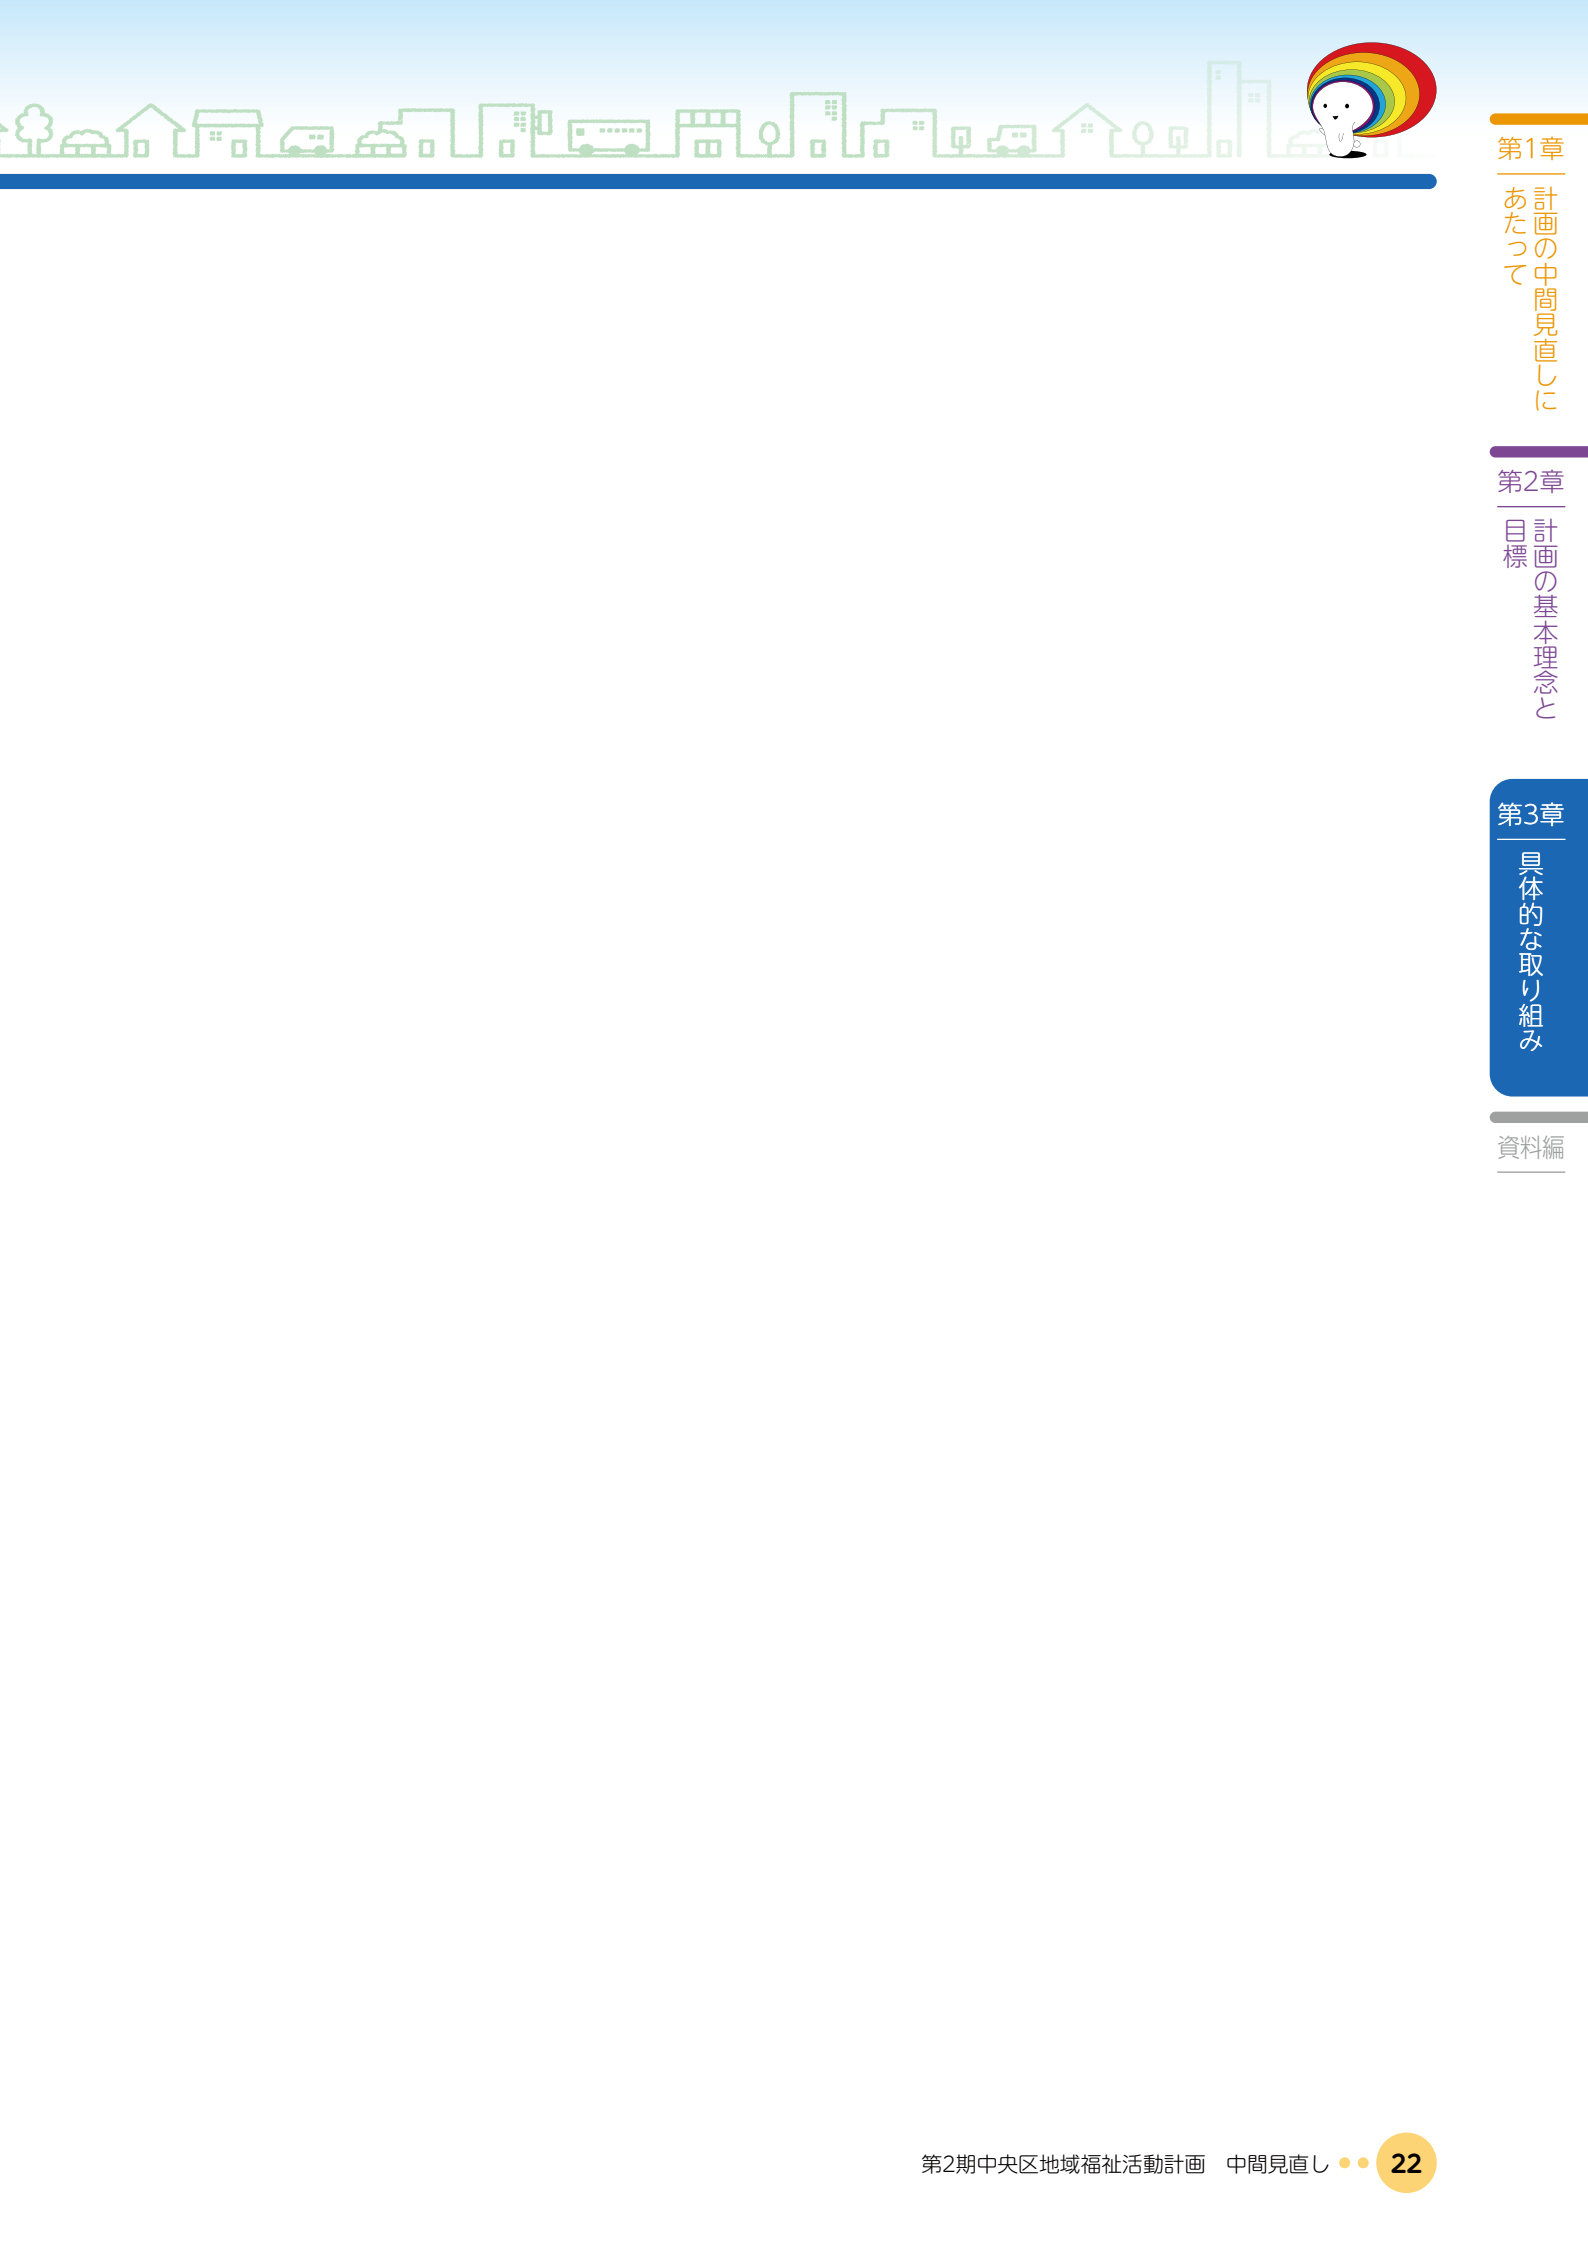 第1章
計画の中間見直しに
あたって
第2章
計画の基本理念と
目標
第3章
具体的な取り組み
資料編
第2期中央区地域福祉活動計画　中間見直し 22